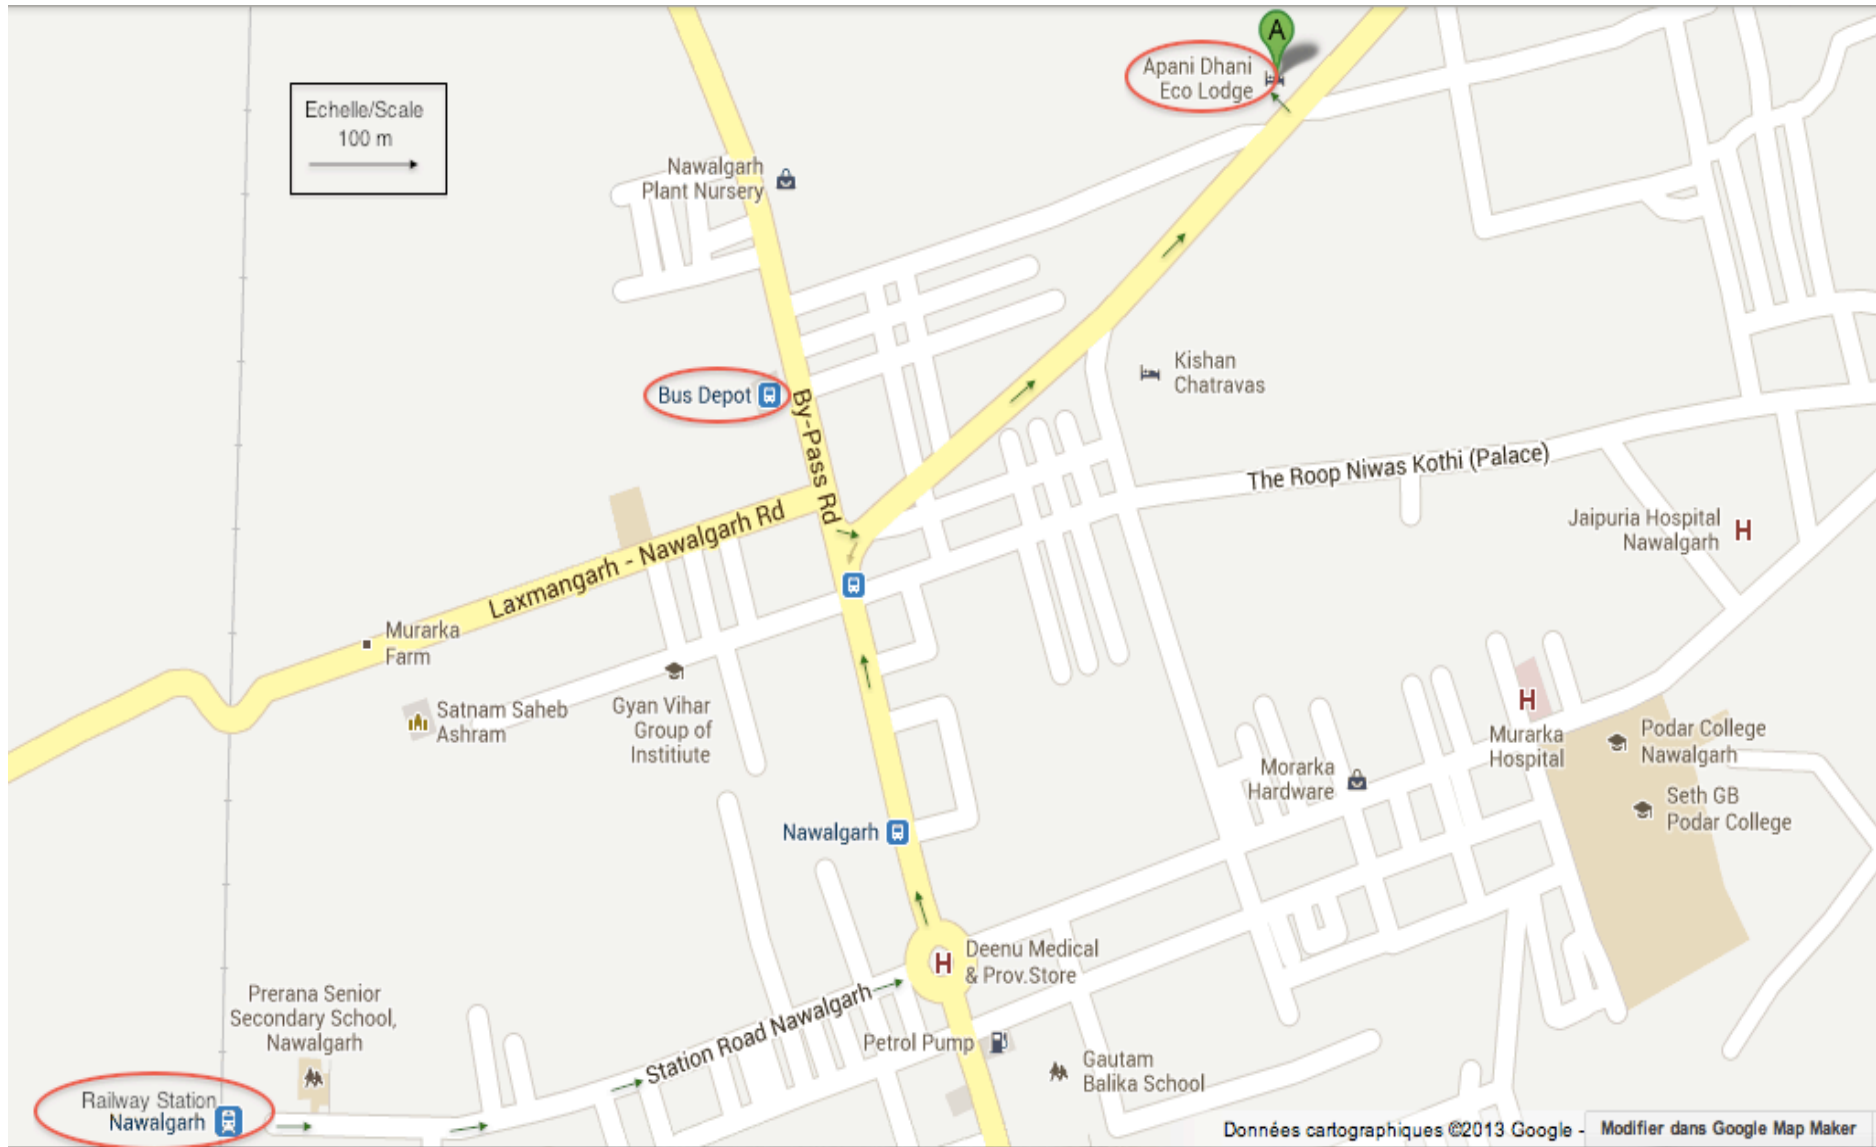 A
Apani Dhani
Eco Lodge
Echelle/Scale
100 m
Nawalgarh
Plant Nursery
Kishan
Chatravas
Bus Depot
By-Pass Rd
The Roop Niwas Kothi (Palace)
Laxmangarh - Nawalgarh Rd
Jaipuria Hospital
Nawalgarh
H
Murarka
Farm
Satnam Saheb
Ashram
Gyan Vihar
Group of
Institiute
H
Murarka
Hospital
Podar College
Nawalgarh
Morarka
Hardware
Seth GB
Podar College
Nawalgarh
H
Deenu Medical
& Prov.Store
Prerana Senior
Secondary School,
Nawalgarh
Station Road Nawalgarh
Petrol Pump
Gautam
Balika School
Railway Station
Nawalgarh
Données cartographiques ©2013 Google -
Modifier dans Google Map Maker